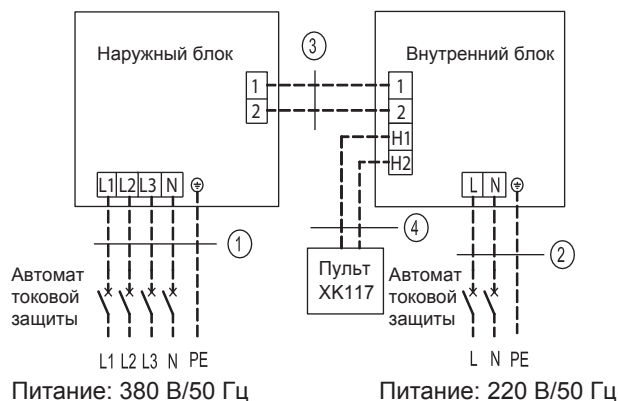 Наружный блок
③
Внутренний блок
1
2
1
2
H1
H2
L1 L2 L3 N
L N
①
④
②
Автомат
токовой
защиты
Пульт
XK117
Автомат
токовой
защиты
L1 L2 L3 N PE
L N PE
Питание: 380 В/50 Гц
Питание: 220 В/50 Гц